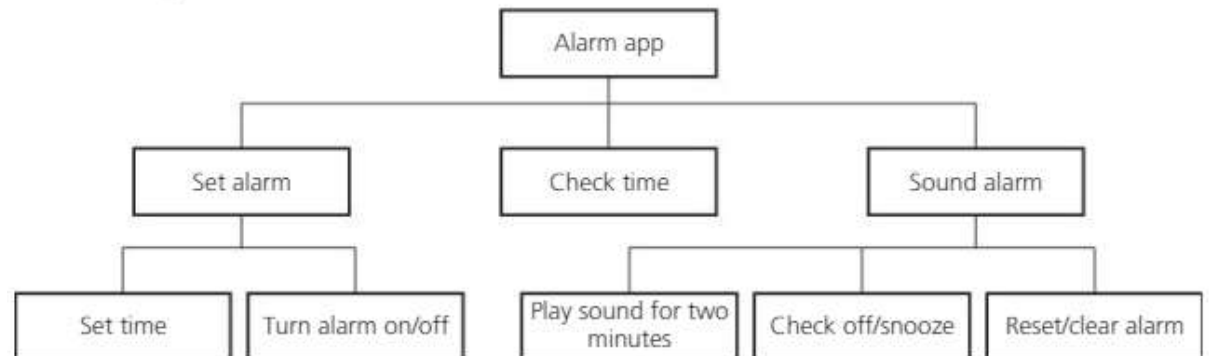 Alarm app
Set alarm
Check time
Sound alarm
Set time
Turn alarm on/off
Play sound for two
minutes
Check off/snooze
Reset/clear alarm